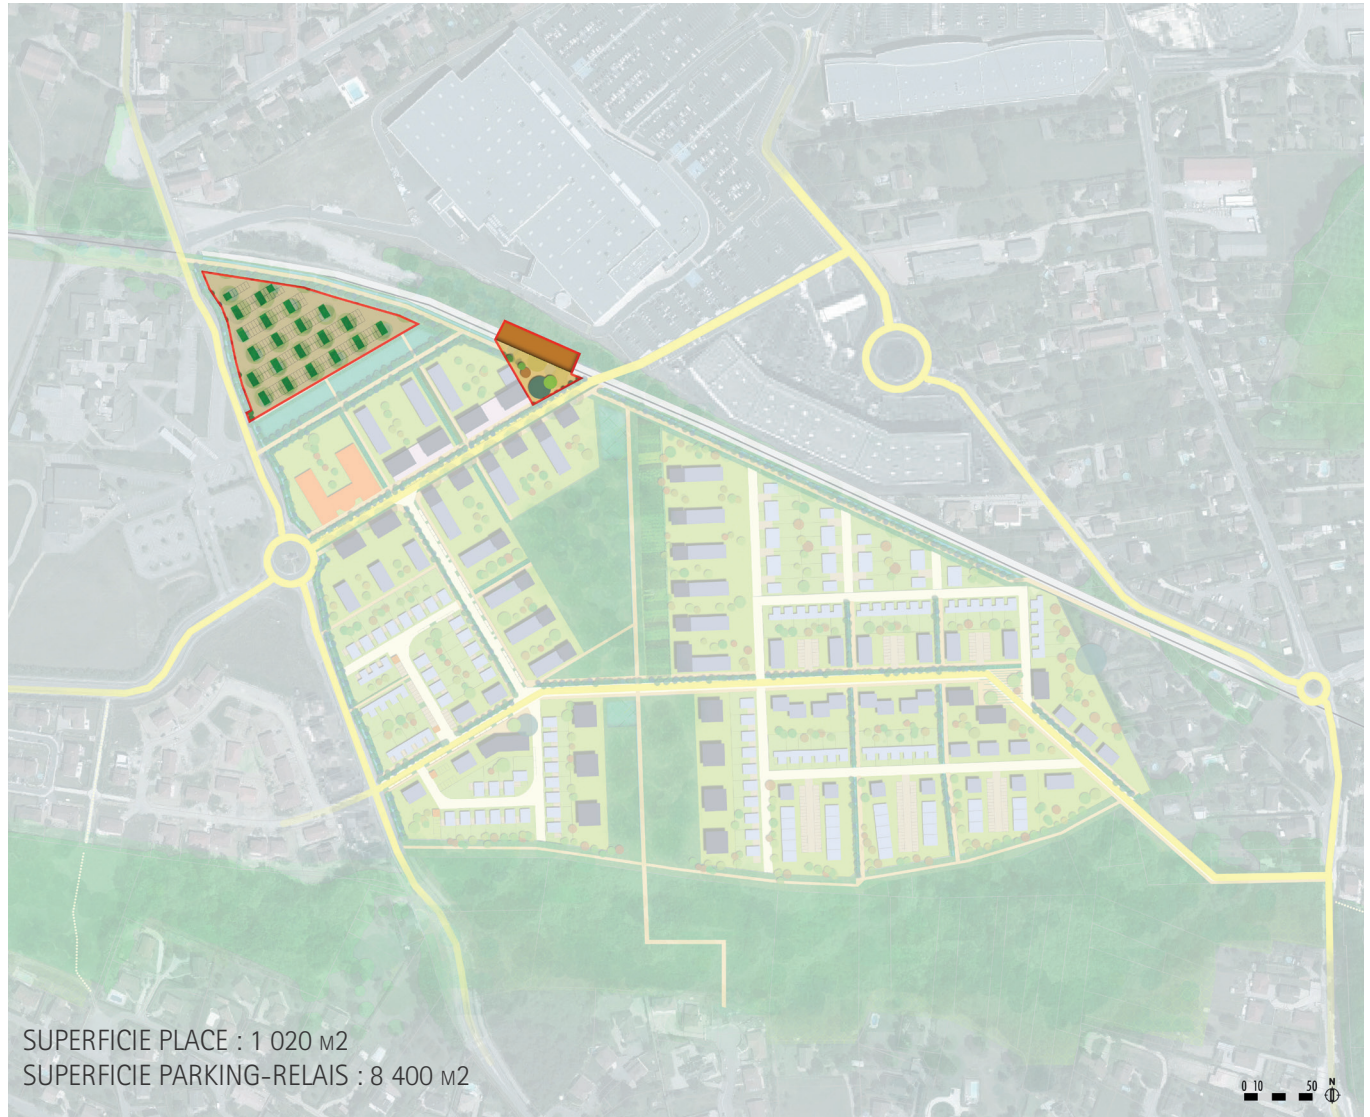 SUPERFICIE PLACE : 1 020 M2
SUPERFICIE PARKING-RELAIS : 8 400 M2
0 10 50 N